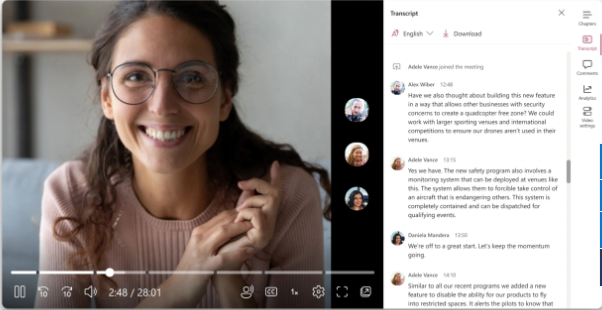 Transcript
English
Download
Chapters
Transcript
Comments
Analytics
Video
settings
Adele Vance joined the meeting
Alex Wiber 12:48
Have we also thought about building this new feature
in a way that allows other businesses with security
concerns to create a quadcopter free zone? We could
work with larger sporting venues and international
competitions to ensure our drones aren't used in their
venues.
Adele Vance 13:15
Yes we have. The new safety program also involves a
monitoring system that can be deployed at venues like
this. The system allows them to forcible take control of
an aircraft that is endangering others. This system is
completely contained and can be dispatched for
qualifying events.
Daniela Mandera 13:50
We're off to a great start. Let's keep the momentum
going.
Adele Vance 14:10
Similar to all our recent programs we added a new
feature to disable the ability for our products to fly
into restricted spaces. It alerts the pilots to know that
10
10
2:48 / 28:01
CC
1x